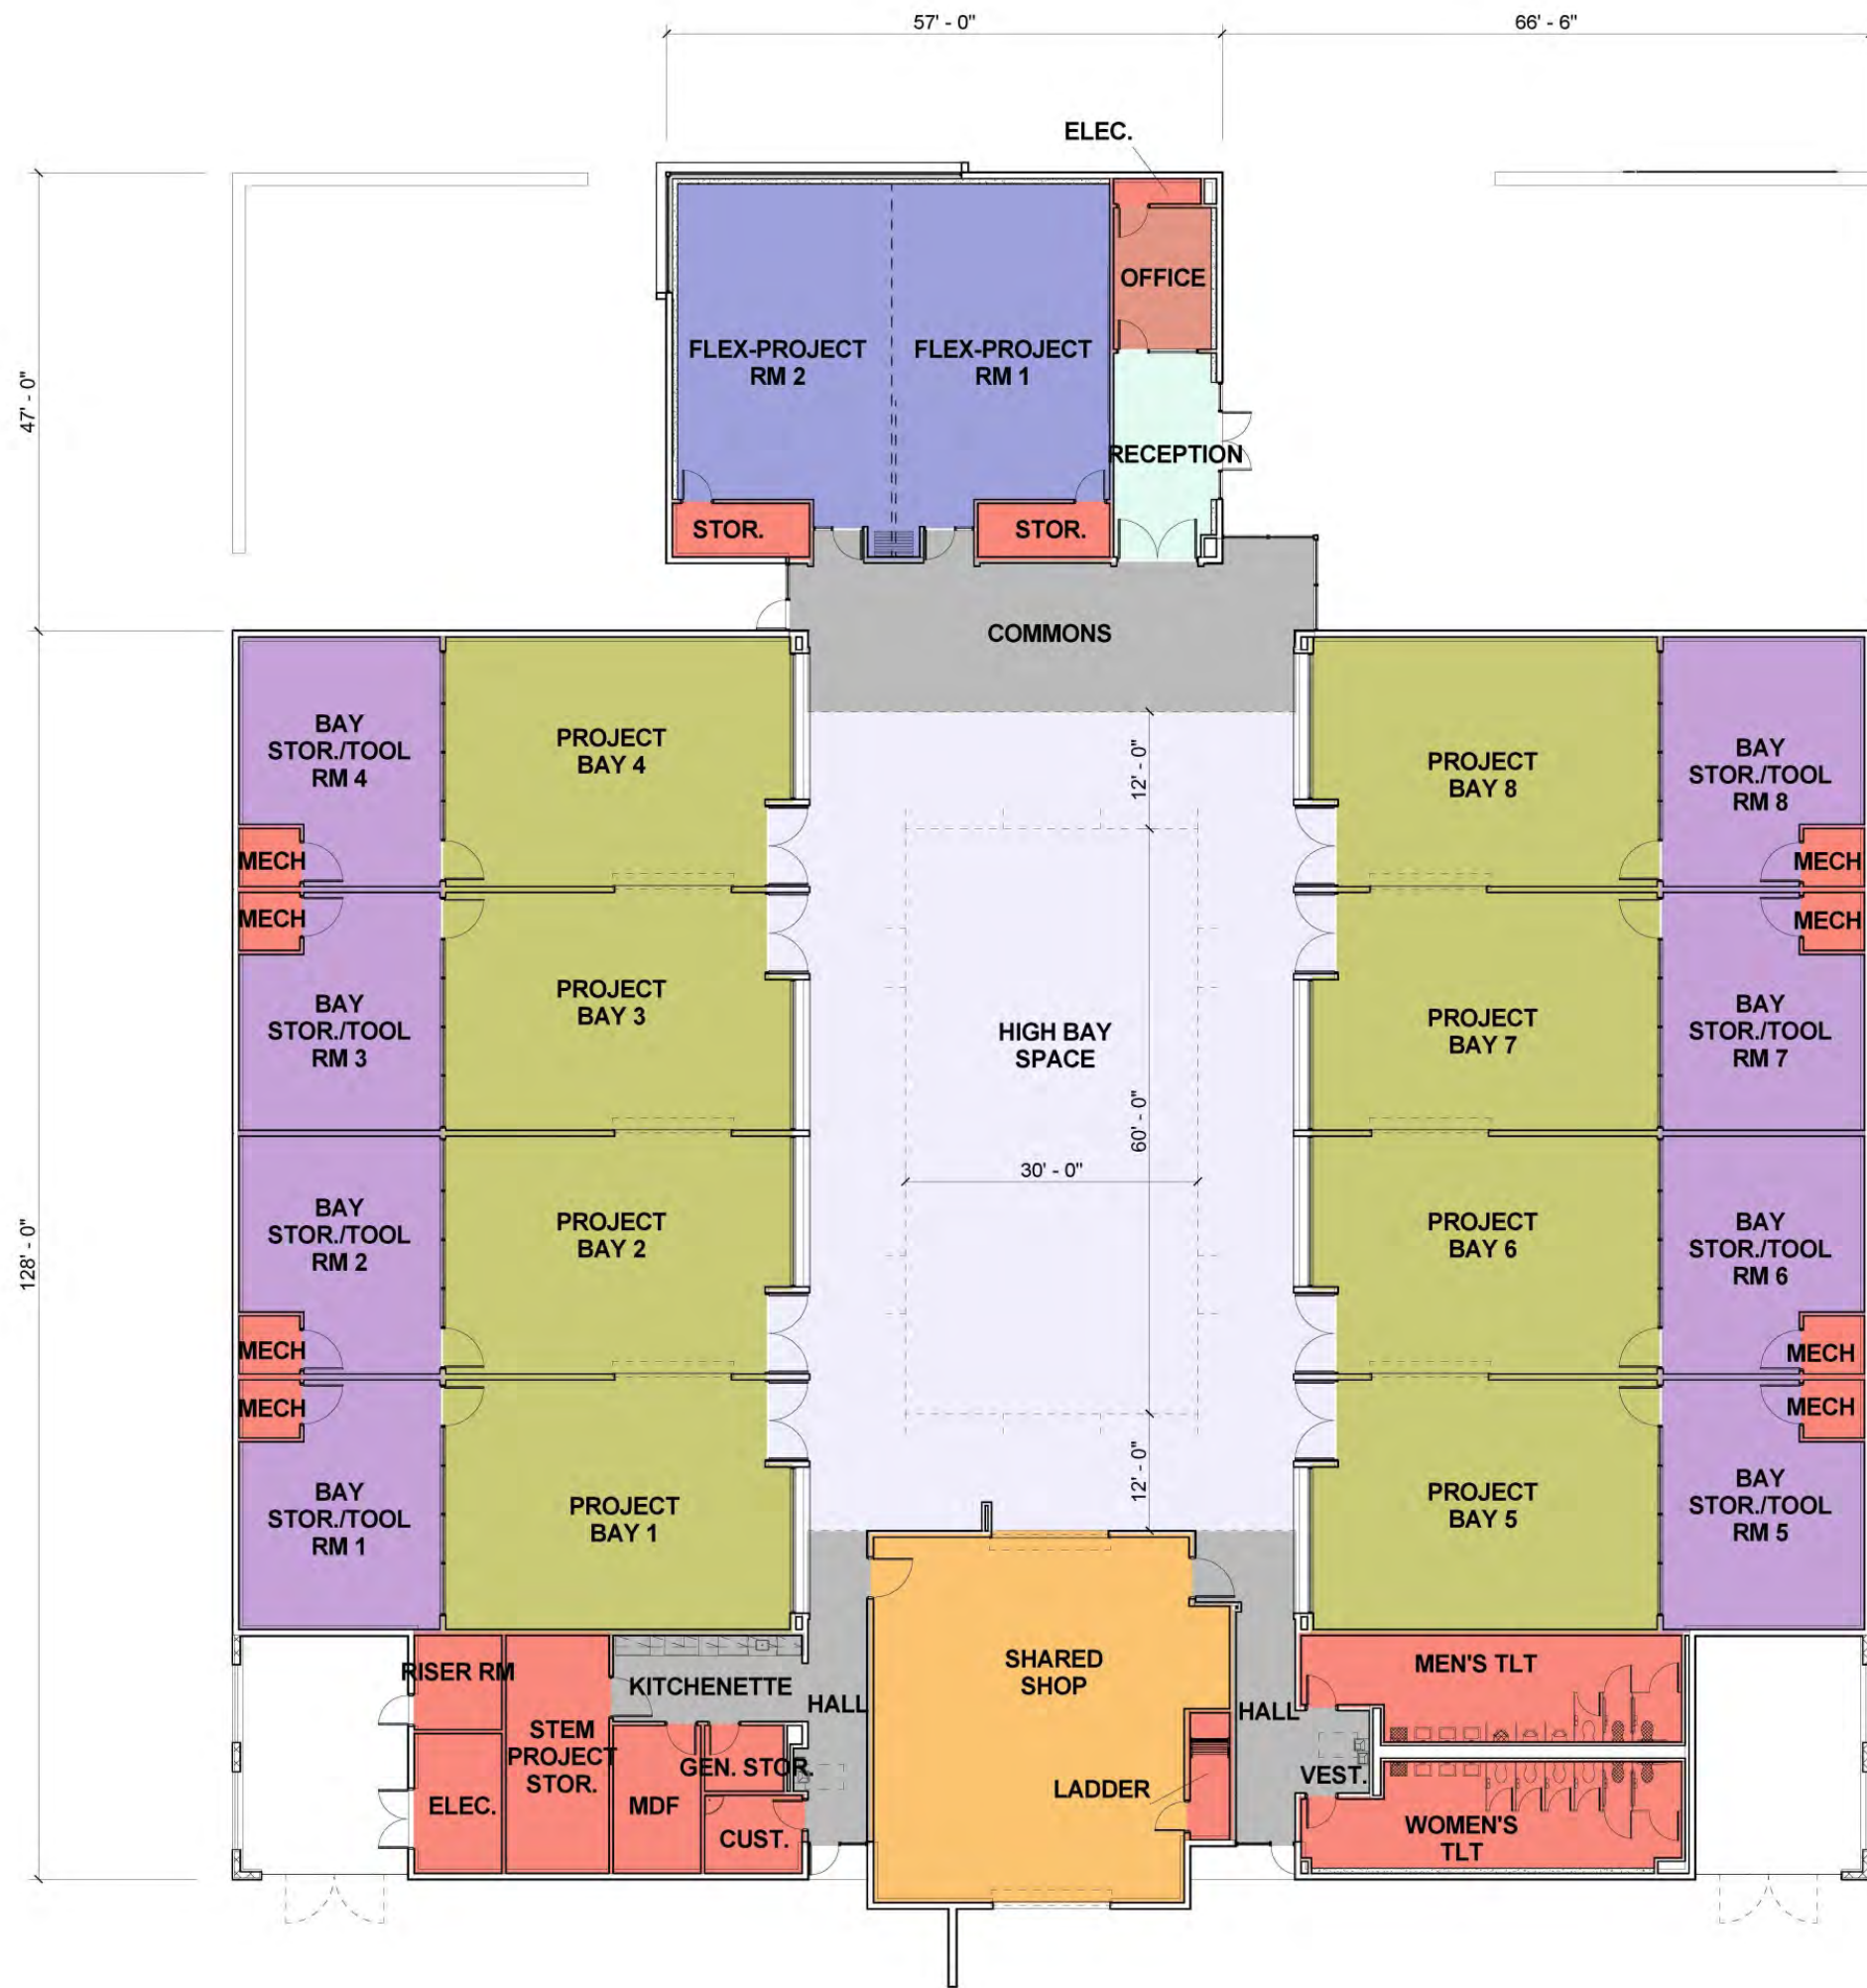 57' - 0"
66' - 6"
ELEC.
OFFICE
47' - 0"
FLEX-PROJECT
RM 2
FLEX-PROJECT
RM 1
RECEPTION
STOR.
STOR.
COMMONS
BAY
STOR./TOOL
RM 4
PROJECT
BAY 4
12' - 0"
PROJECT
BAY 8
BAY
STOR./TOOL
RM 8
MECH
MECH
MECH
MECH
BAY
STOR./TOOL
RM 3
PROJECT
BAY 3
HIGH BAY
SPACE
PROJECT
BAY 7
BAY
STOR./TOOL
RM 7
60' - 0"
30' - 0"
128' - 0"
BAY
STOR./TOOL
RM 2
PROJECT
BAY 2
PROJECT
BAY 6
BAY
STOR./TOOL
RM 6
MECH
MECH
MECH
MECH
BAY
STOR./TOOL
RM 1
PROJECT
BAY 1
12' - 0"
PROJECT
BAY 5
BAY
STOR./TOOL
RM 5
RISER RM
KITCHENETTE
HALL
SHARED
SHOP
HALL
MEN'S TLT
STEM
PROJECT
STOR.
GEN. STOR.
ELEC.
MDF
CUST.
LADDER
VEST.
WOMEN'S
TLT